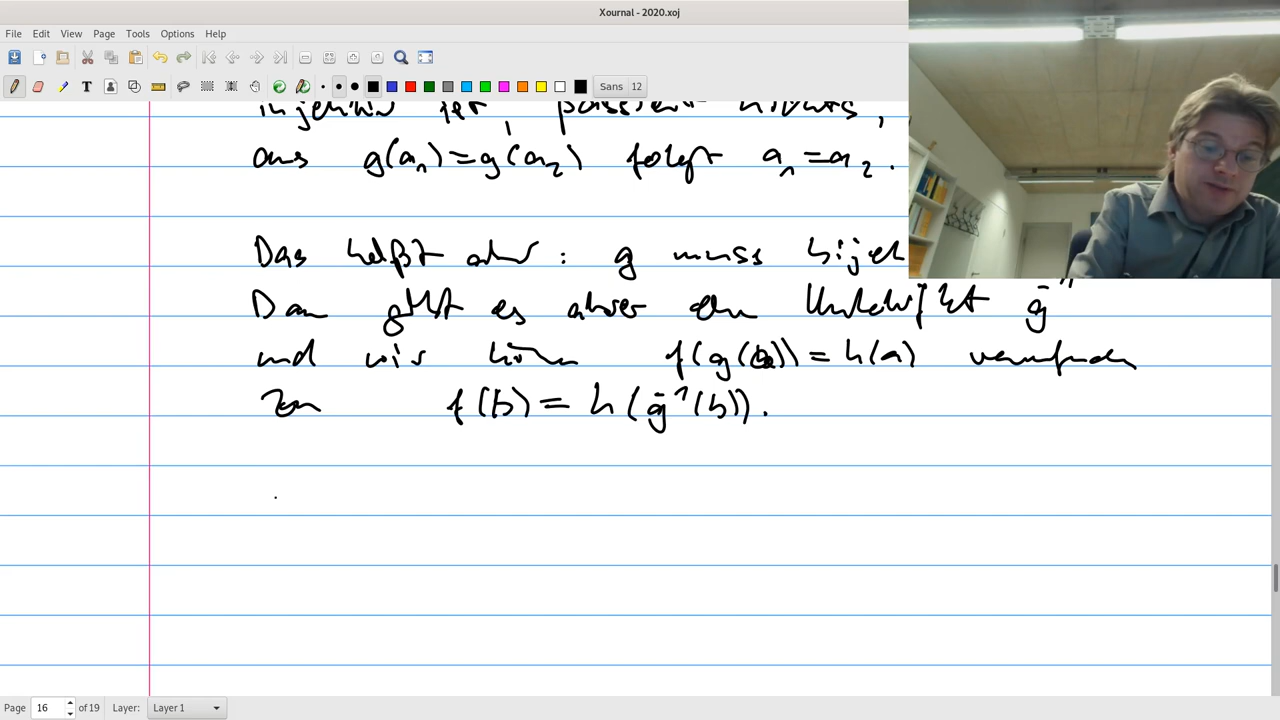 Xournal - 2020.xoj
File Edit View Page Tools Options Help
Sans 12
injektiv ist, passiert nichts,
aus g(a₁)=g(a₂) folgt a₁=a₂.
Das heißt aber: g muss bijek
Dann gibt es aber eine g⁻¹
und wir können f(g(a))=h(a) 
zu f(b) = h(g⁻¹(b)).
Page 16 of 19 Layer: Layer 1